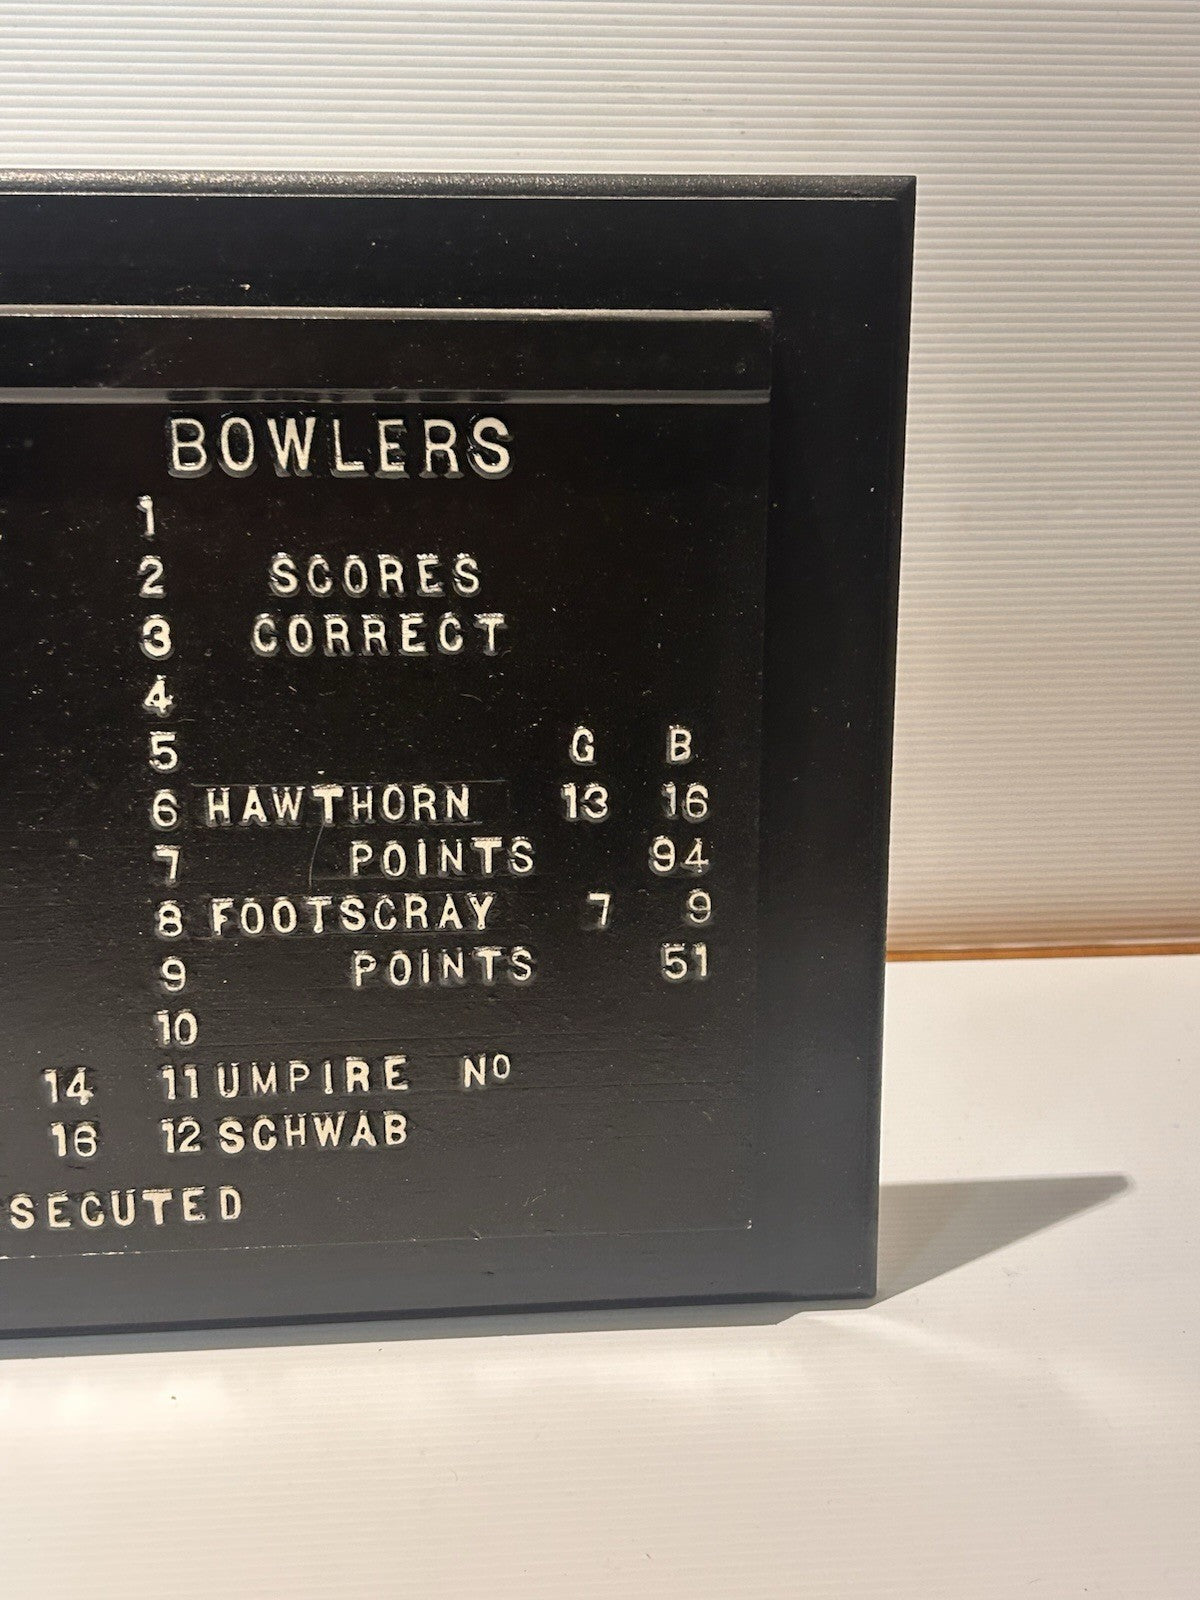 BOWLERS
1
2 SCORES
3 CORRECT
4
5 G B
6 HAWTHORN 13 16
7 POINTS 94
8 FOOTSCRAY 7 9
9 POINTS 51
10
14 11 UMPIRE NO
16 12 SCHWAB
SECUTED